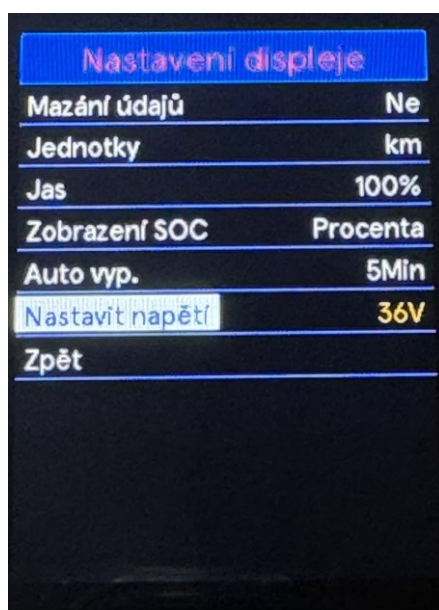 Nastavení displeje
Mazání údajů Ne
Jednotky km
Jas 100%
Zobrazení SOC Procenta
Auto vyp. 5Min
Nastavit napětí 36V
Zpět